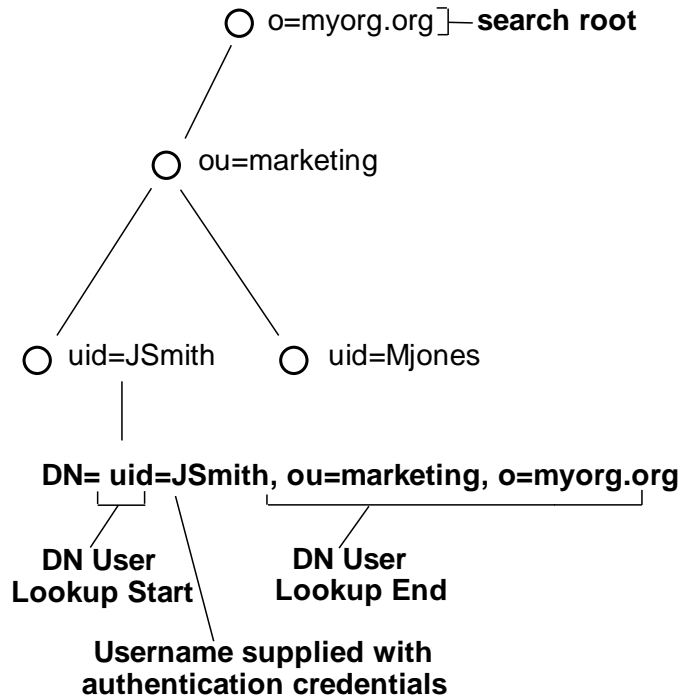 o=myorg.org search root
ou=marketing
uid=JSmith uid=Mjones
DN= uid=JSmith, ou=marketing, o=myorg.org
DN User
Lookup Start
DN User
Lookup End
Username supplied with
authentication credentials